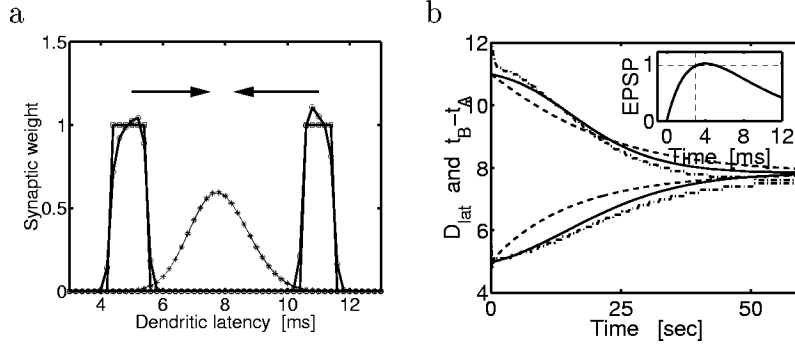 a
1.5
1
0.5
0
Synaptic weight
4 6 8 10 12
Dendritic latency [ms]
b
12
10
8
6
4
D_lat and t_B−t_A
0 25 50
Time [sec]
EPSP
1
0
0 4 8 12
Time [ms]